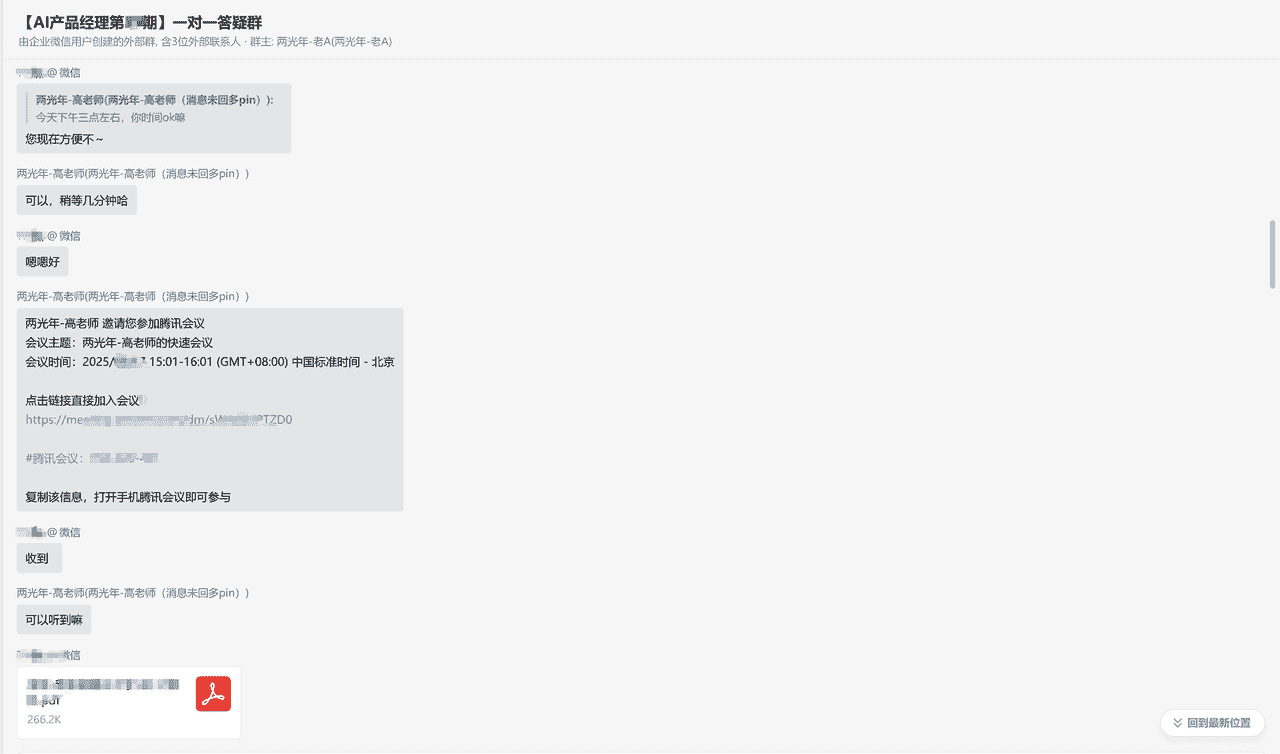 【AI产品经理第期】一对一答疑群
由企业微信用户创建的外部群, 含3位外部联系人 · 群主: 两光年-老A(两光年-老A)
@微信
两光年-高老师(两光年-高老师（消息未回多pin）):
今天下午三点左右，你时间ok嘛
您现在方便不~
两光年-高老师(两光年-高老师（消息未回多pin）)
可以，稍等几分钟哈
@微信
嗯嗯好
两光年-高老师(两光年-高老师（消息未回多pin）)
两光年-高老师 邀请您参加腾讯会议
会议主题：两光年-高老师的快速会议
会议时间：2025/ 15:01-16:01 (GMT+08:00) 中国标准时间 - 北京
点击链接直接加入会议
https://me
#腾讯会议：
复制该信息，打开手机腾讯会议即可参与
@微信
收到
两光年-高老师(两光年-高老师（消息未回多pin）)
可以听到嘛
微信
.pdf
266.2K
回到最新位置